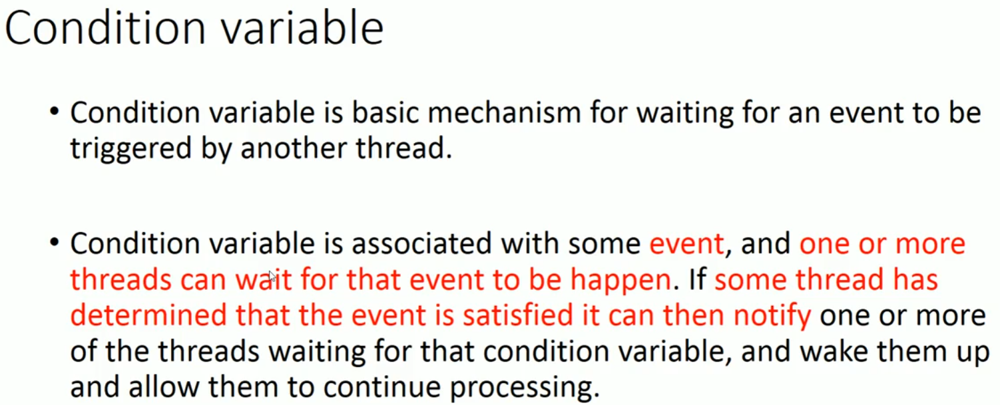 Condition variable
• Condition variable is basic mechanism for waiting for an event to be
triggered by another thread.
• Condition variable is associated with some event, and one or more
threads can wait for that event to be happen. If some thread has
determined that the event is satisfied it can then notify one or more
of the threads waiting for that condition variable, and wake them up
and allow them to continue processing.